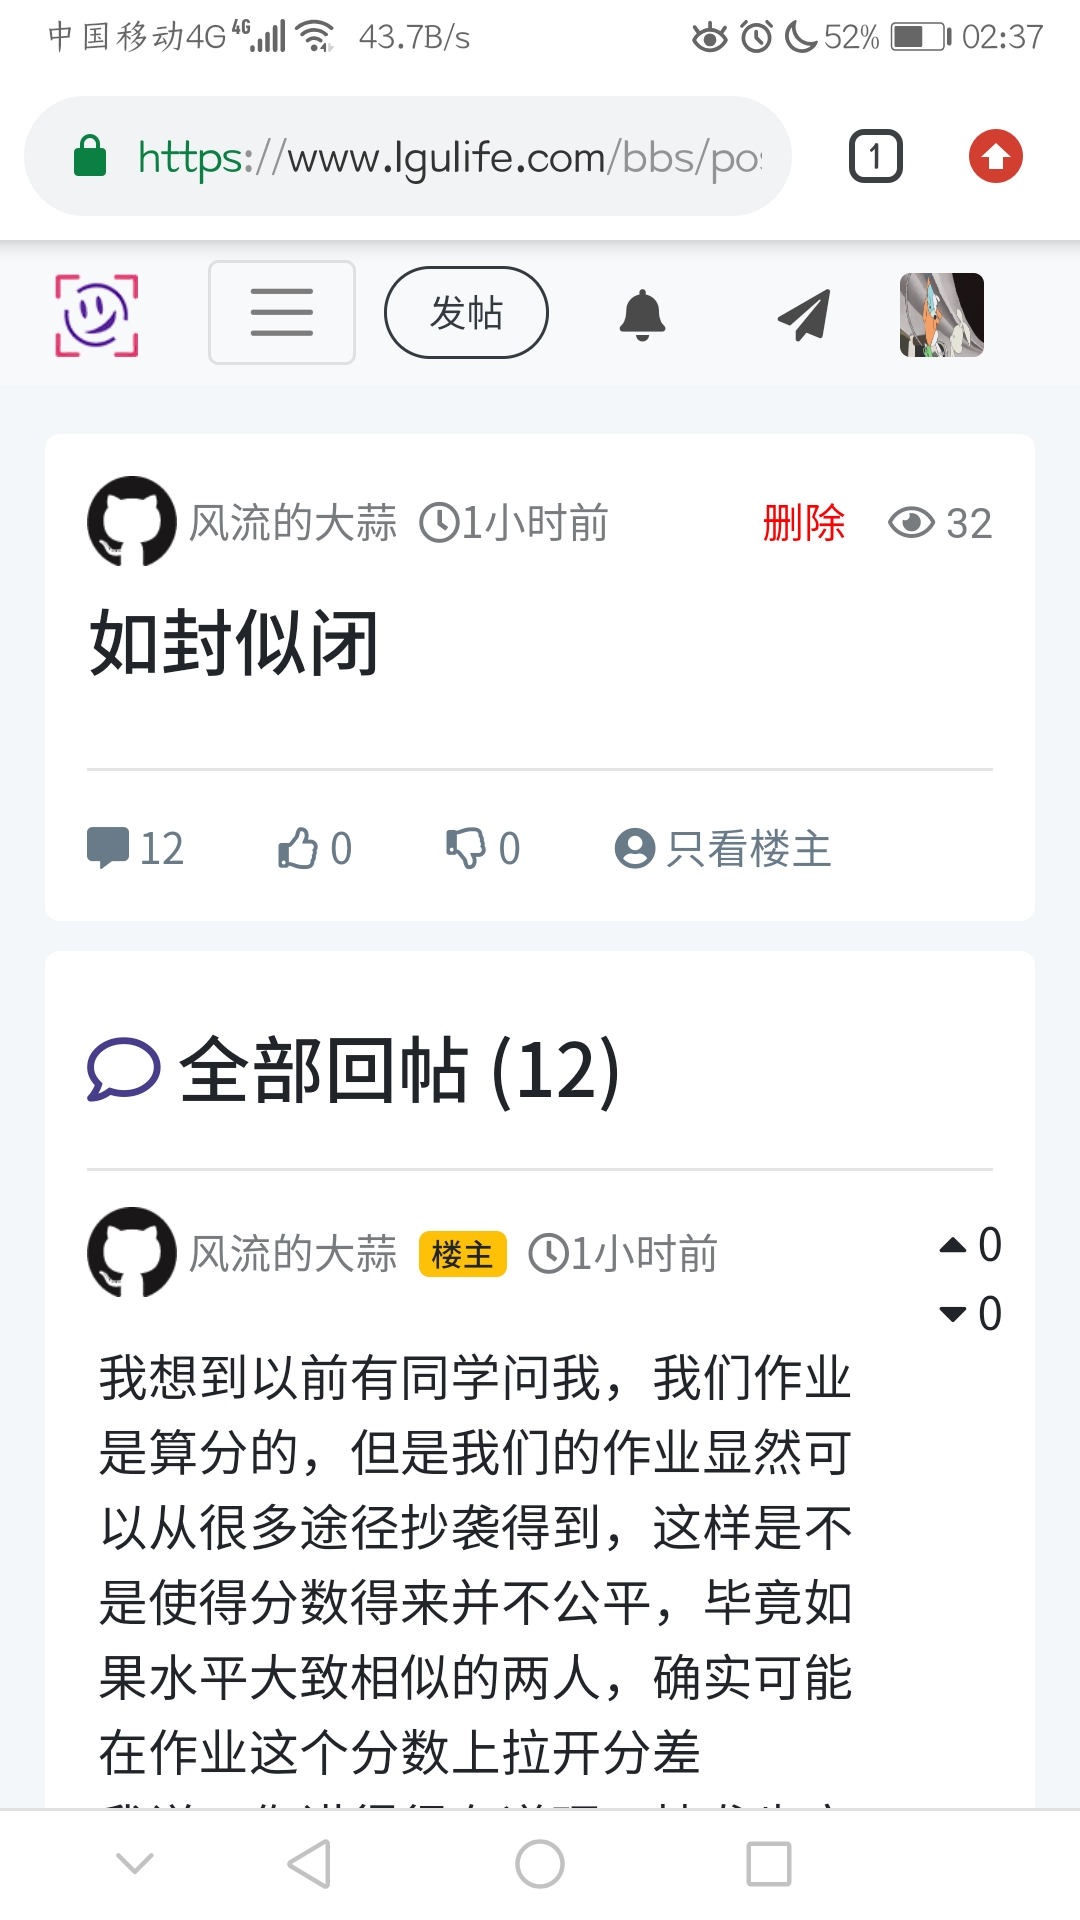 中国移动4G 4G 43.7B/s 52% 02:37
https://www.lgulife.com/bbs/pos
1
发帖
风流的大蒜 1小时前 删除 32
如封似闭
12 0 0 只看楼主
全部回帖 (12)
风流的大蒜 楼主 1小时前 0
0
我想到以前有同学问我，我们作业
是算分的，但是我们的作业显然可
以从很多途径抄袭得到，这样是不
是使得分数得来并不公平，毕竟如
果水平大致相似的两人，确实可能
在作业这个分数上拉开分差